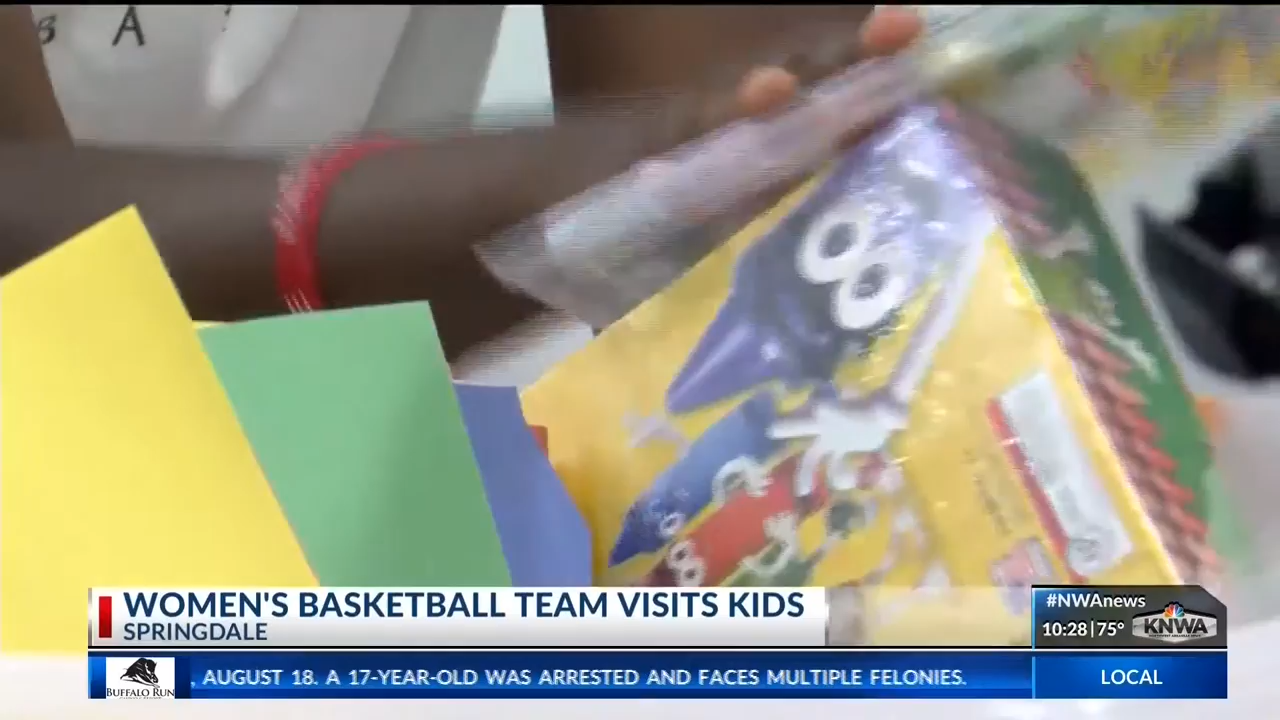 A
WOMEN'S BASKETBALL TEAM VISITS KIDS
SPRINGDALE
#NWAnews
10:28 | 75°
KNWA
BUFFALO RUN
, AUGUST 18. A 17-YEAR-OLD WAS ARRESTED AND FACES MULTIPLE FELONIES.
LOCAL